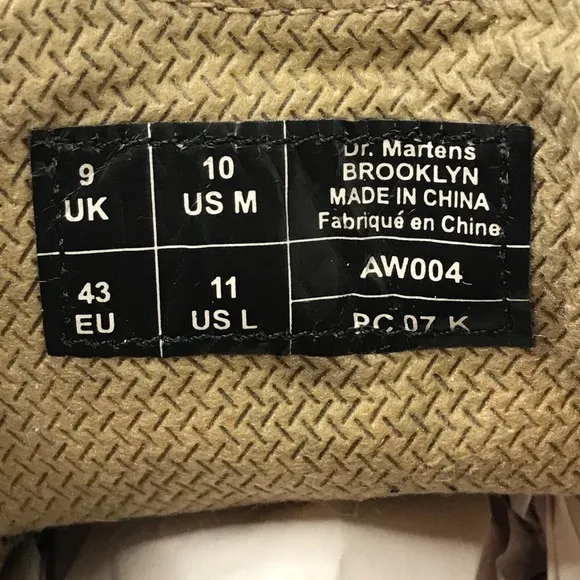 9
UK
10
US M
Dr. Martens
BROOKLYN
MADE IN CHINA
Fabriqué en Chine
43
EU
11
US L
AW004
PC 07 K